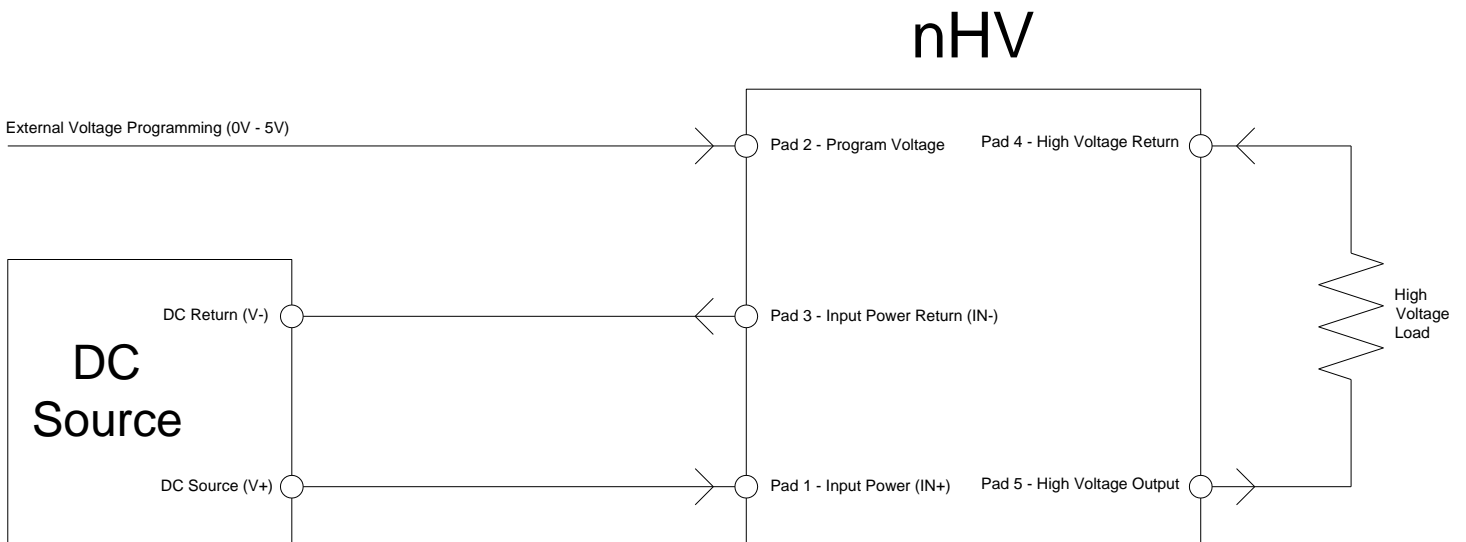 nHV
External Voltage Programming (0V - 5V)
Pad 2 - Program Voltage
Pad 4 - High Voltage Return
DC Return (V-)
Pad 3 - Input Power Return (IN-)
High
Voltage
Load
DC
Source
DC Source (V+)
Pad 1 - Input Power (IN+)
Pad 5 - High Voltage Output